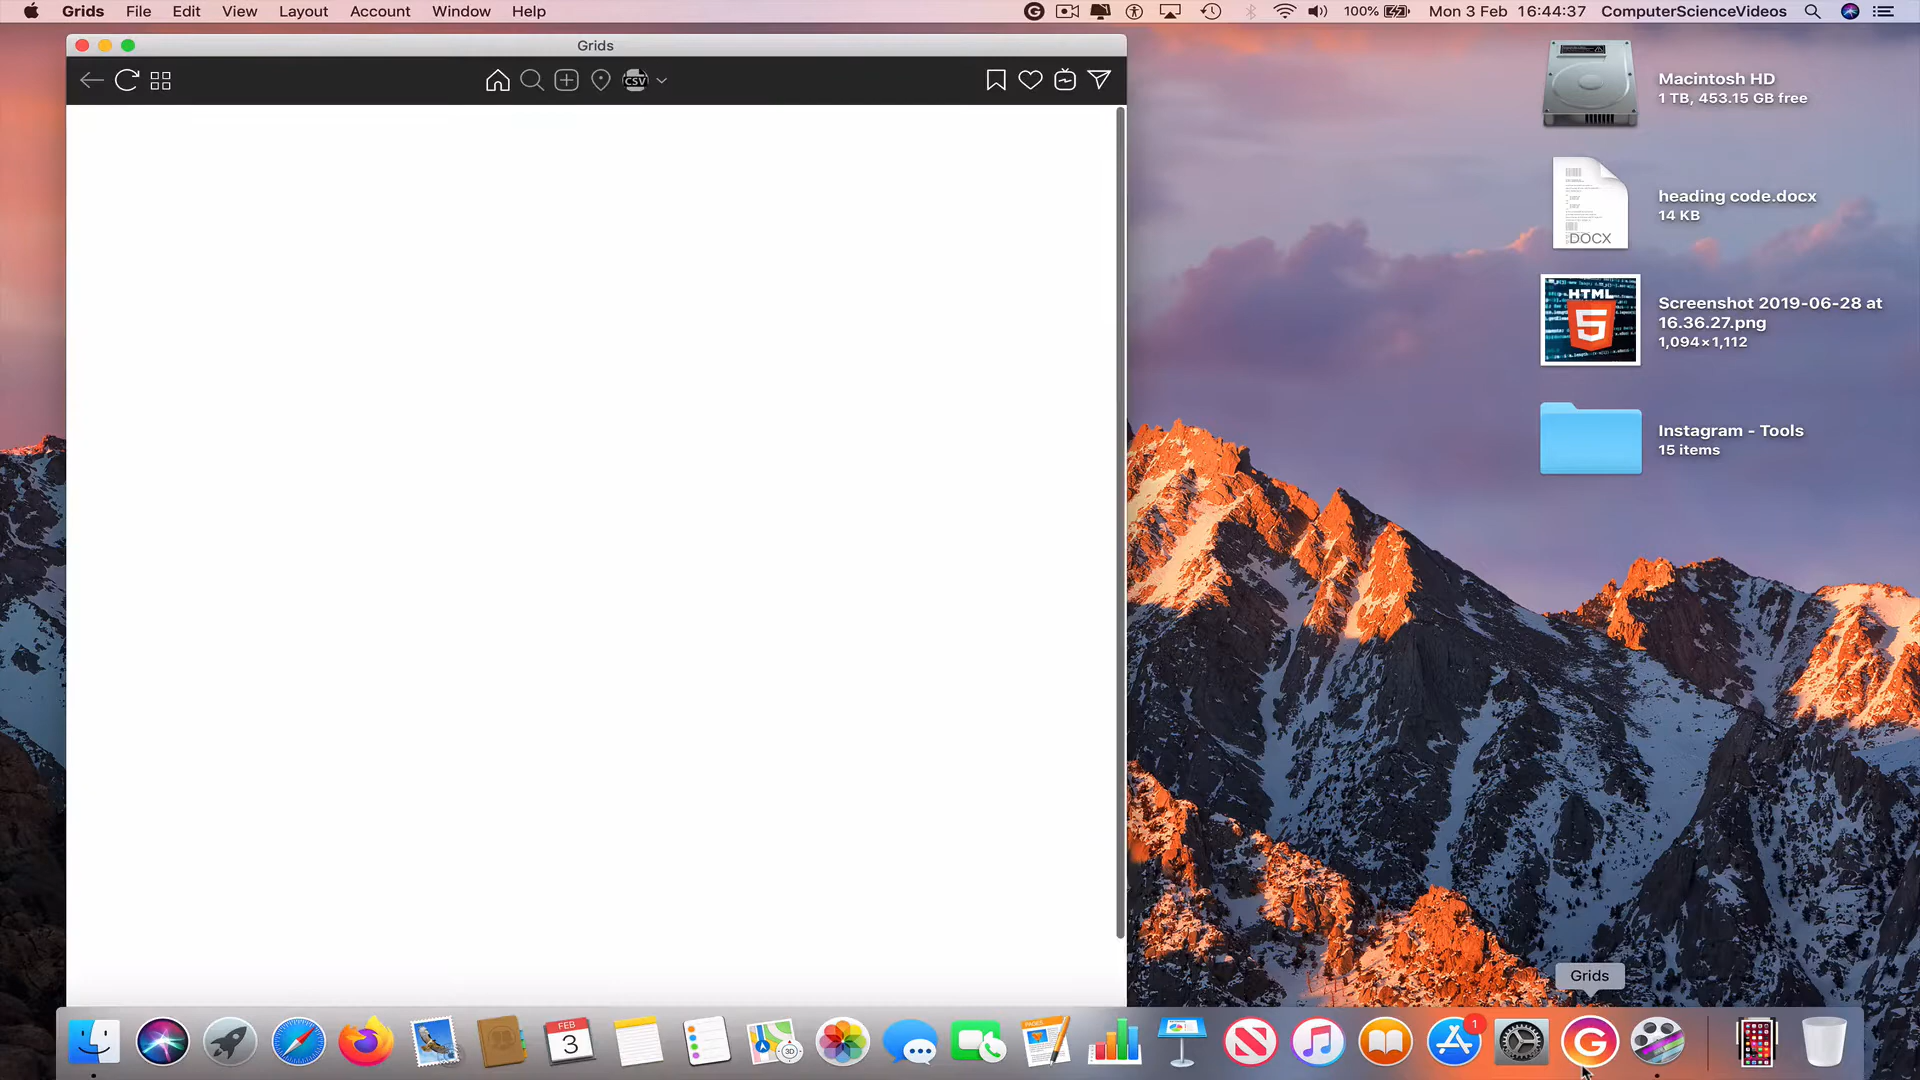 Grids File Edit View Layout Account Window Help 100% Mon 3 Feb 16:44:37 ComputerScienceVideos
Grids
CSV
Macintosh HD
1 TB, 453.15 GB free
heading code.docx
14 KB
DOCX
HTML
5
Screenshot 2019-06-28 at
16.36.27.png
1,094×1,112
Instagram - Tools
15 items
Grids
FEB
3
3D
PAGES
1